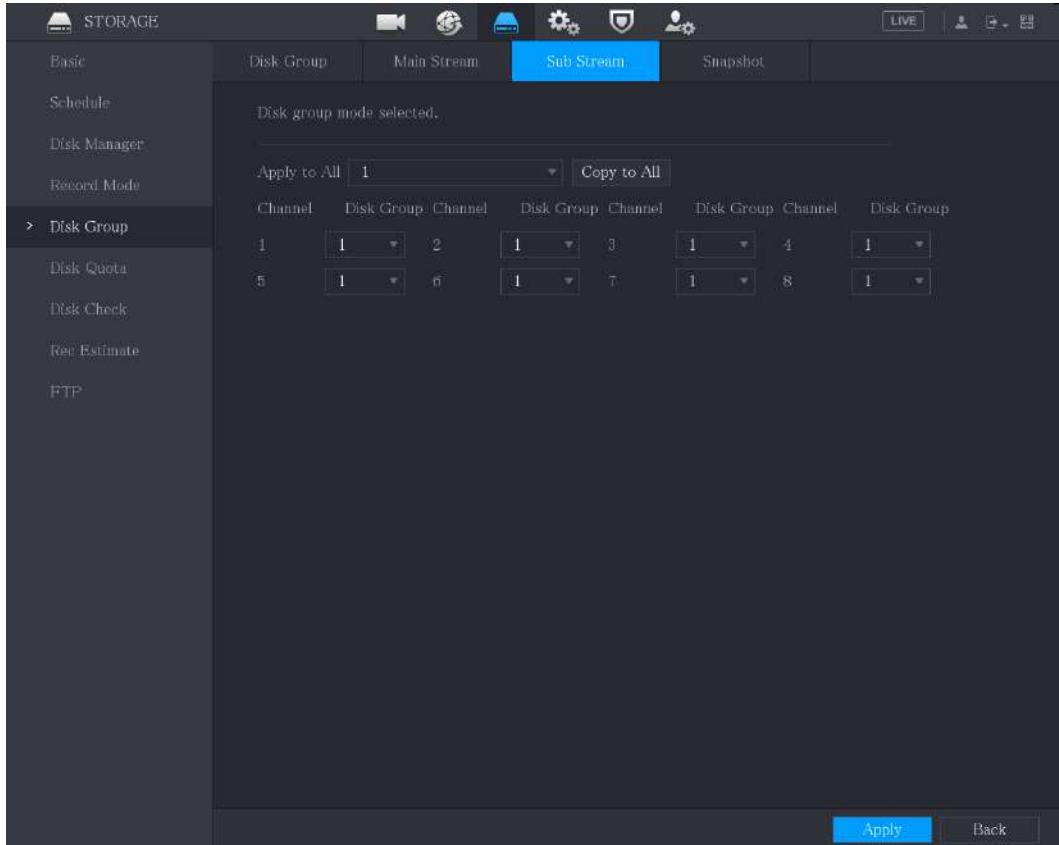 STORAGE LIVE
Basic
Schedule
Disk Manager
Record Mode
> Disk Group
Disk Quota
Disk Check
Rec Estimate
FTP
Disk Group Main Stream Sub Stream Snapshot
Disk group mode selected.
Apply to All 1 Copy to All
Channel Disk Group Channel Disk Group Channel Disk Group Channel Disk Group
1 1 2 1 3 1 4 1
5 1 6 1 7 1 8 1
Apply Back